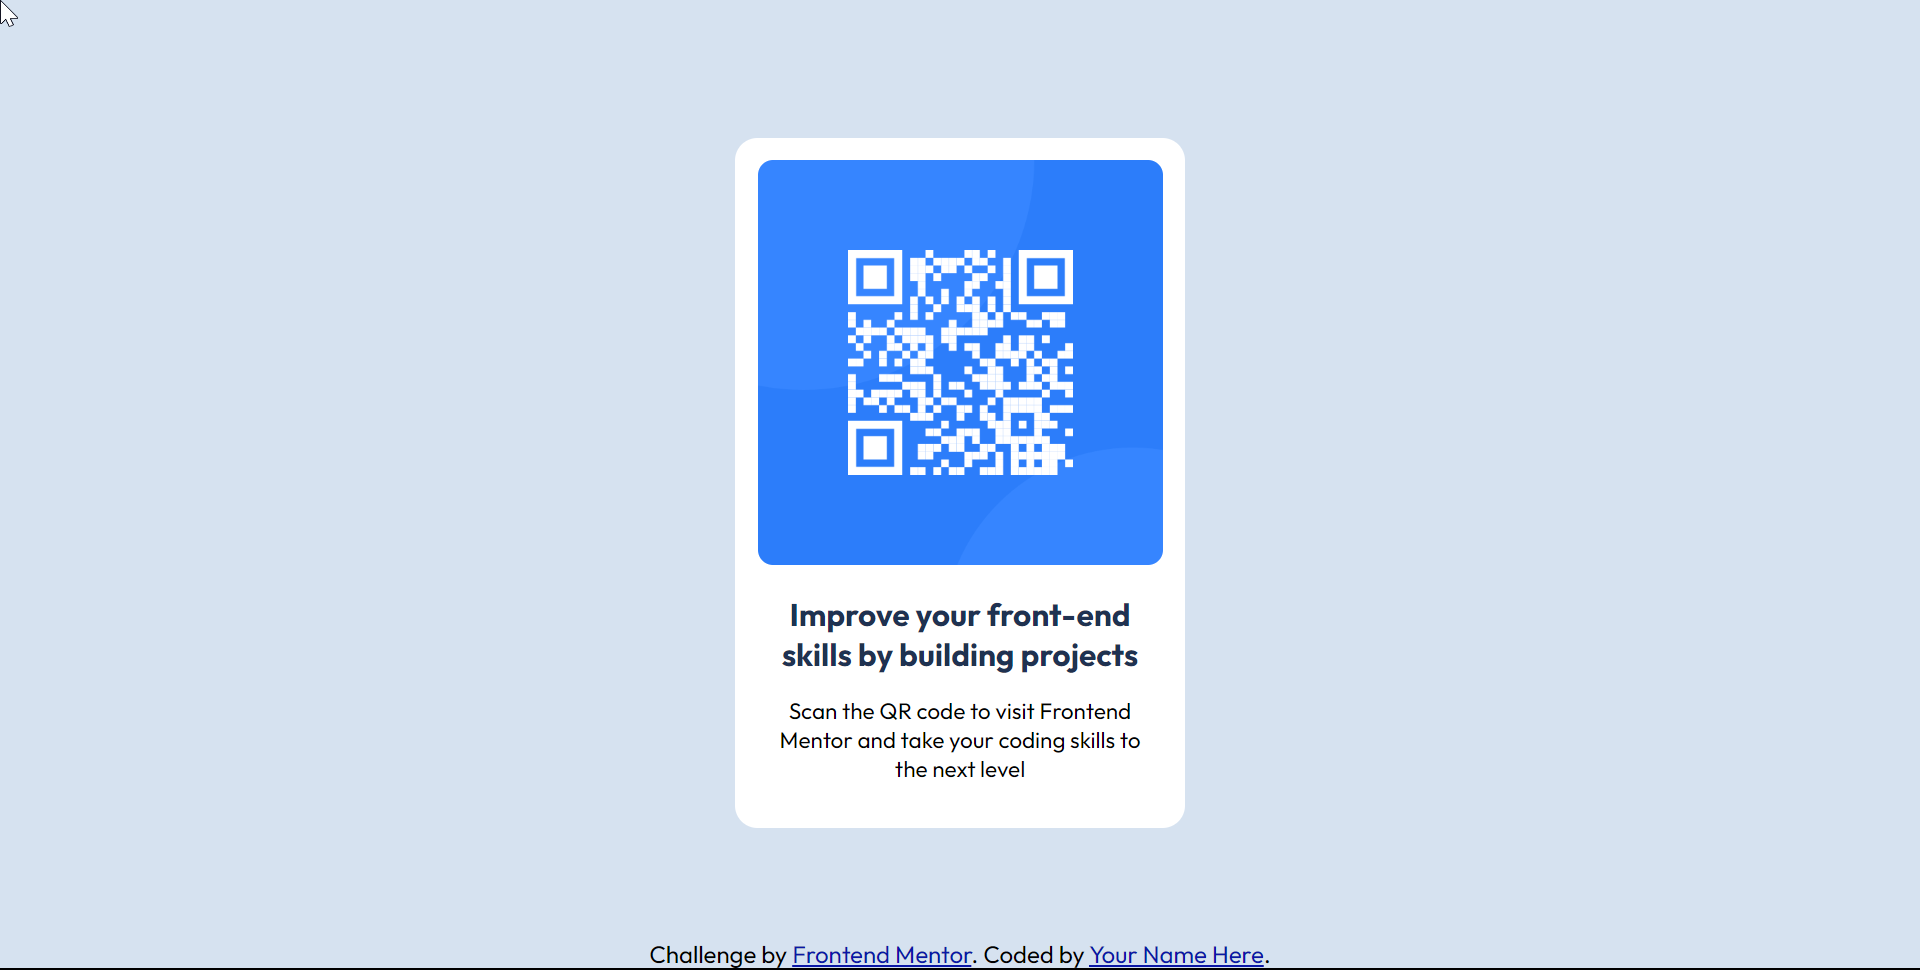 Improve your front-end
skills by building projects
Scan the QR code to visit Frontend
Mentor and take your coding skills to
the next level
Challenge by Frontend Mentor. Coded by Your Name Here.